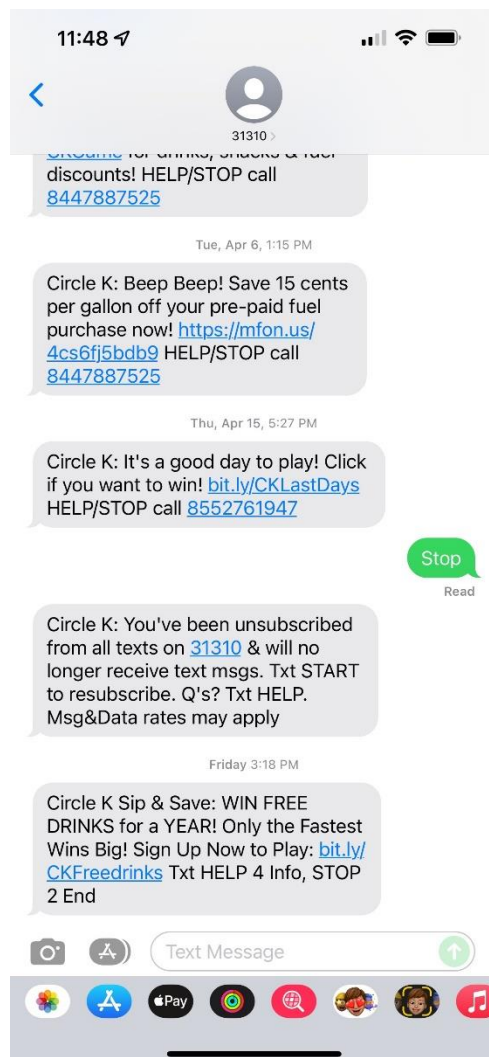 11:48
31310
CKGame for drinks, snacks & fuel
discounts! HELP/STOP call
8447887525
Tue, Apr 6, 1:15 PM
Circle K: Beep Beep! Save 15 cents
per gallon off your pre-paid fuel
purchase now! https://mfon.us/
4cs6fj5bdb9 HELP/STOP call
8447887525
Thu, Apr 15, 5:27 PM
Circle K: It's a good day to play! Click
if you want to win! bit.ly/CKLastDays
HELP/STOP call 8552761947
Stop
Read
Circle K: You've been unsubscribed
from all texts on 31310 & will no
longer receive text msgs. Txt START
to resubscribe. Q's? Txt HELP.
Msg&Data rates may apply
Friday 3:18 PM
Circle K Sip & Save: WIN FREE
DRINKS for a YEAR! Only the Fastest
Wins Big! Sign Up Now to Play: bit.ly/
CKFreedrinks Txt HELP 4 Info, STOP
2 End
Text Message
Pay